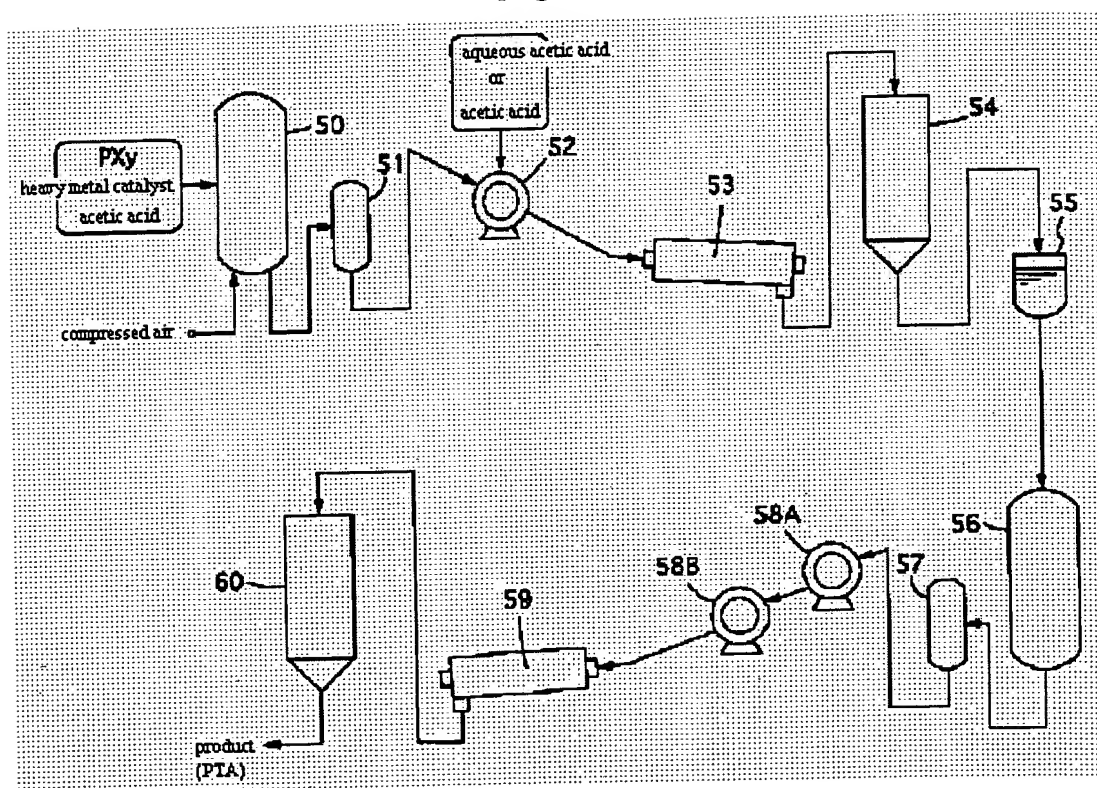 aqueous acetic acid
or
acetic acid
50
54
PXy
heavy metal catalyst
acetic acid
51
52
53
55
compressed air
58A
56
57
58B
60
59
product
(PTA)